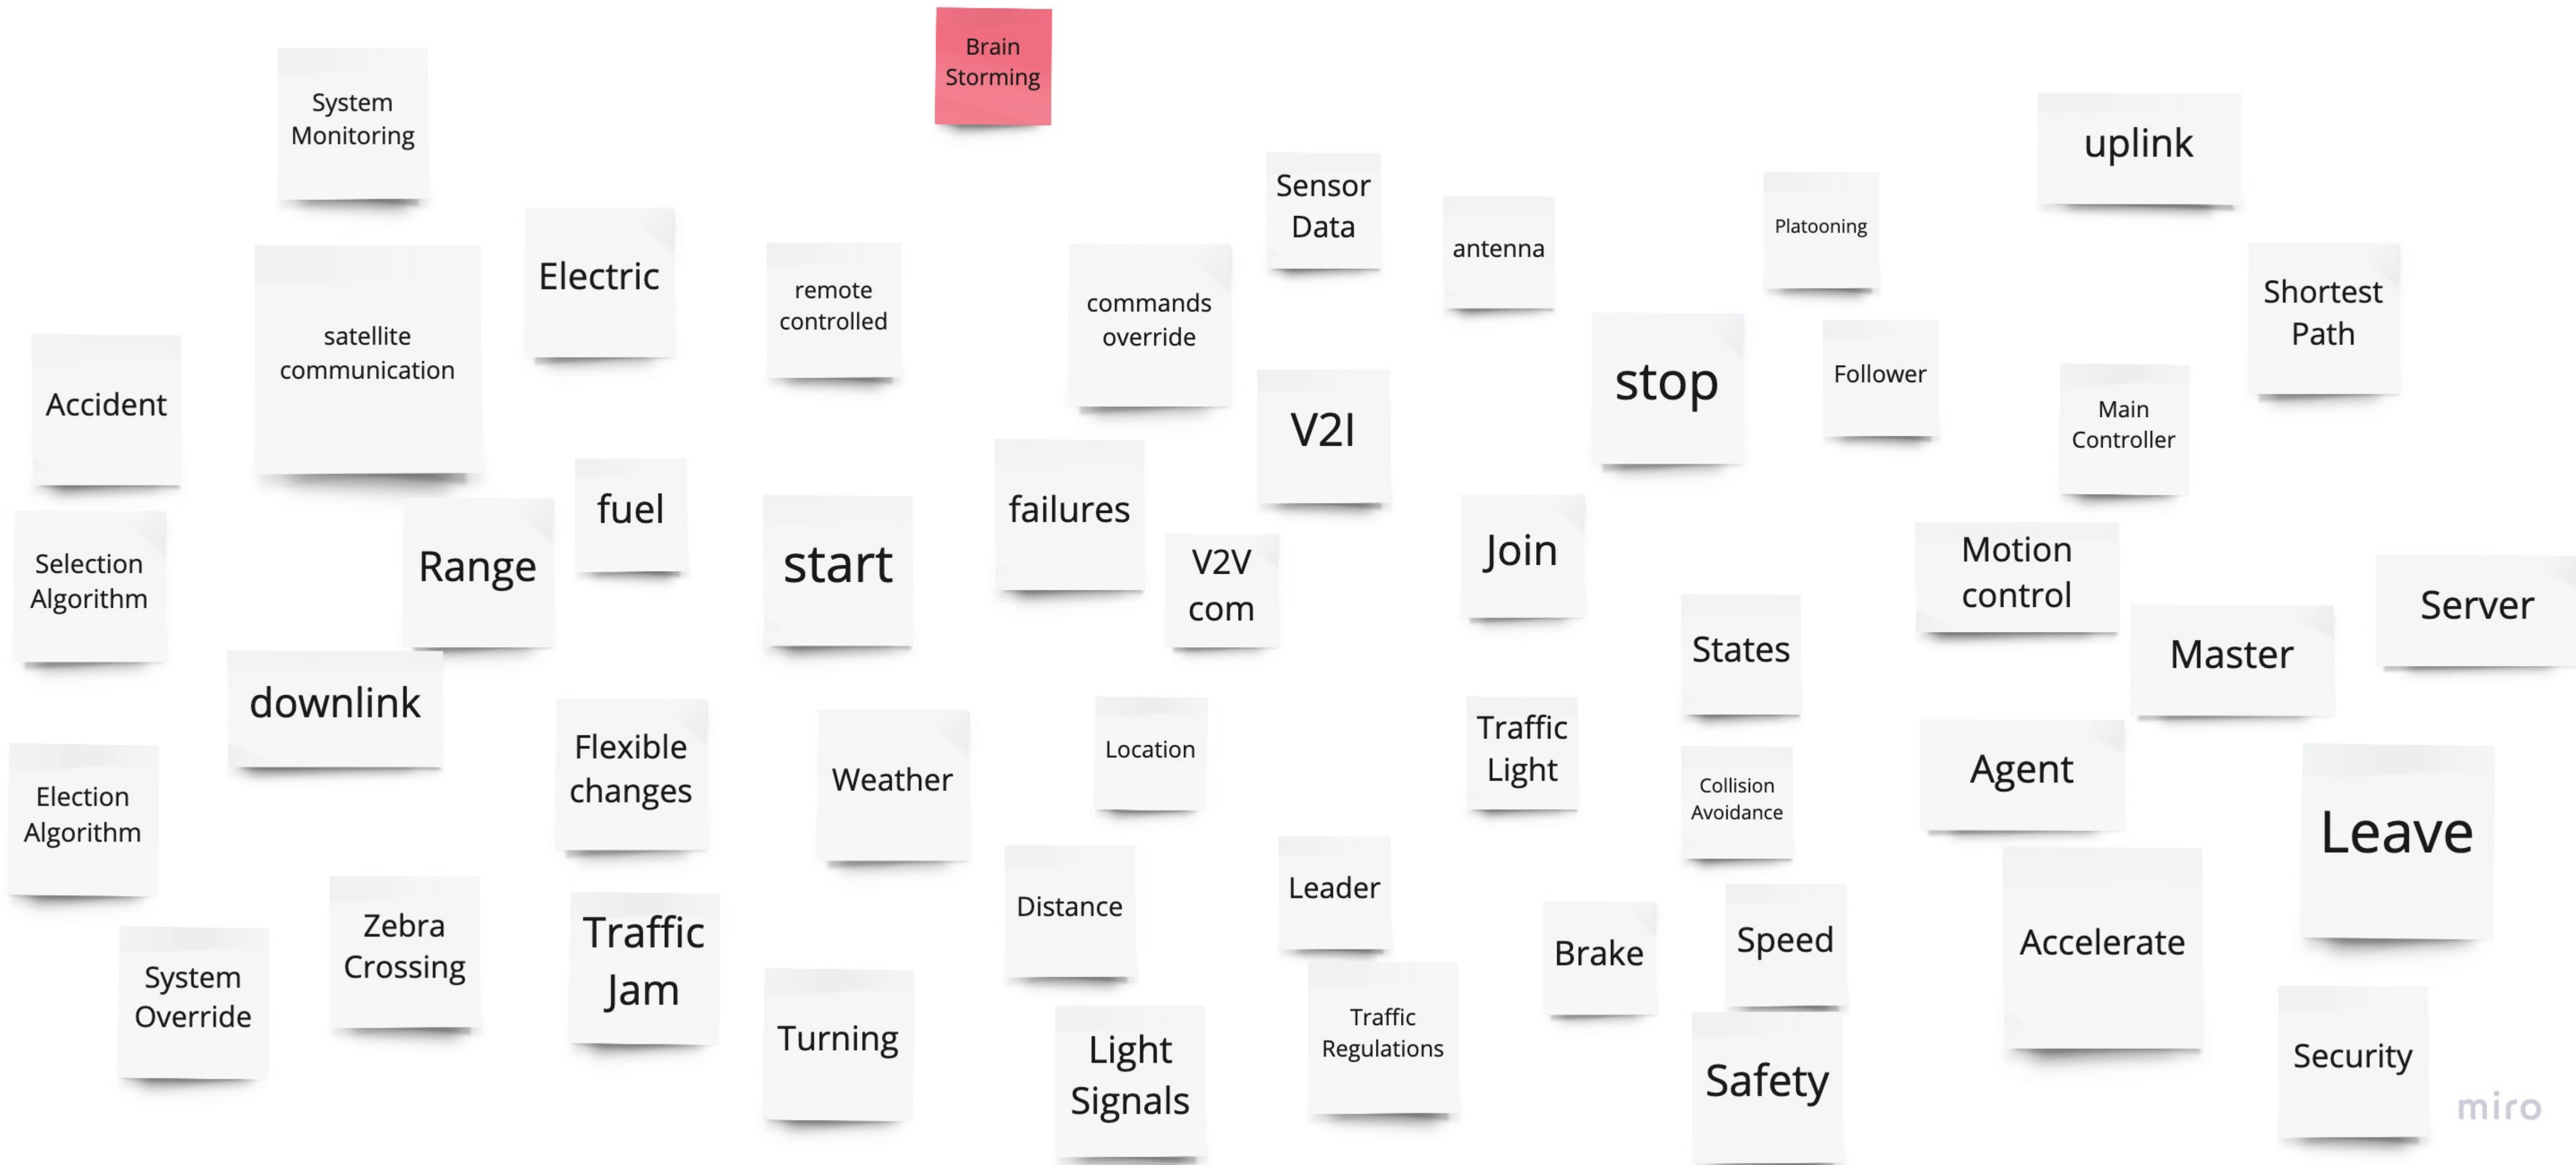 Brain
Storming
System
Monitoring
uplink
Sensor
Data
antenna
Platooning
Electric
remote
controlled
commands
override
Shortest
Path
satellite
communication
Accident
stop
Follower
Main
Controller
V2I
failures
fuel
start
Range
Selection
Algorithm
V2V
com
Join
Motion
control
Server
States
Master
downlink
Flexible
changes
Weather
Location
Traffic
Light
Collision
Avoidance
Agent
Leave
Election
Algorithm
Zebra
Crossing
Traffic
Jam
Distance
Leader
Brake
Speed
Accelerate
System
Override
Turning
Light
Signals
Traffic
Regulations
Safety
Security
miro